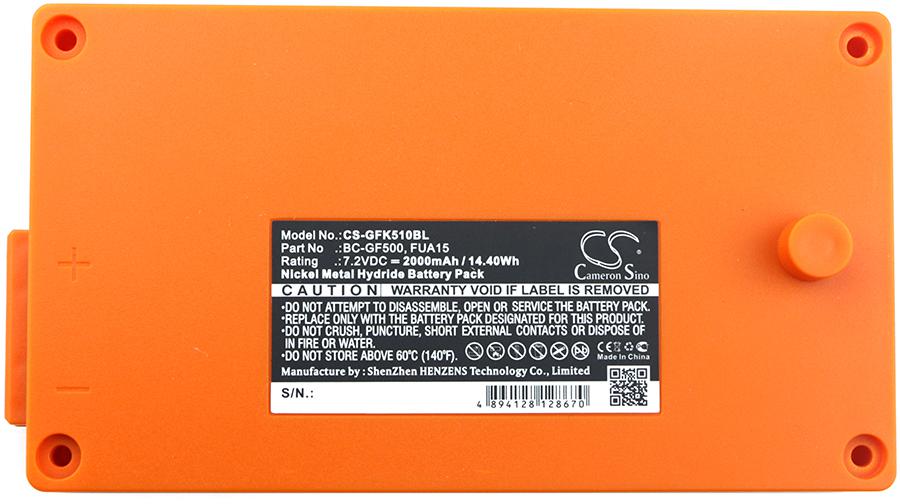 +
Model No.:CS-GFK510BL
Part No .:BC-GF500, FUA15
Rating .:7.2VDC ⎓ 2000mAh / 14.40Wh
Nickel Metal Hydride Battery Pack
CS
Cameron Sino
CAUTION WARRANTY VOID IF LABEL IS REMOVED
•DO NOT ATTEMPT TO DISASSEMBLE, OPEN OR SERVICE THE BATTERY PACK.
•REPLACE ONLY WITH THE BATTERY PACK DESIGNATED FOR THIS PRODUCT.
•DO NOT CRUSH, PUNCTURE, SHORT EXTERNAL CONTACTS OR DISPOSE OF
IN FIRE OR WATER.
•DO NOT STORE ABOVE 60°C (140°F).
CE
Made In China
Manufacture by : ShenZhen HENZENS Technology Co., Limited
S/N.:
4 894128 128670
−